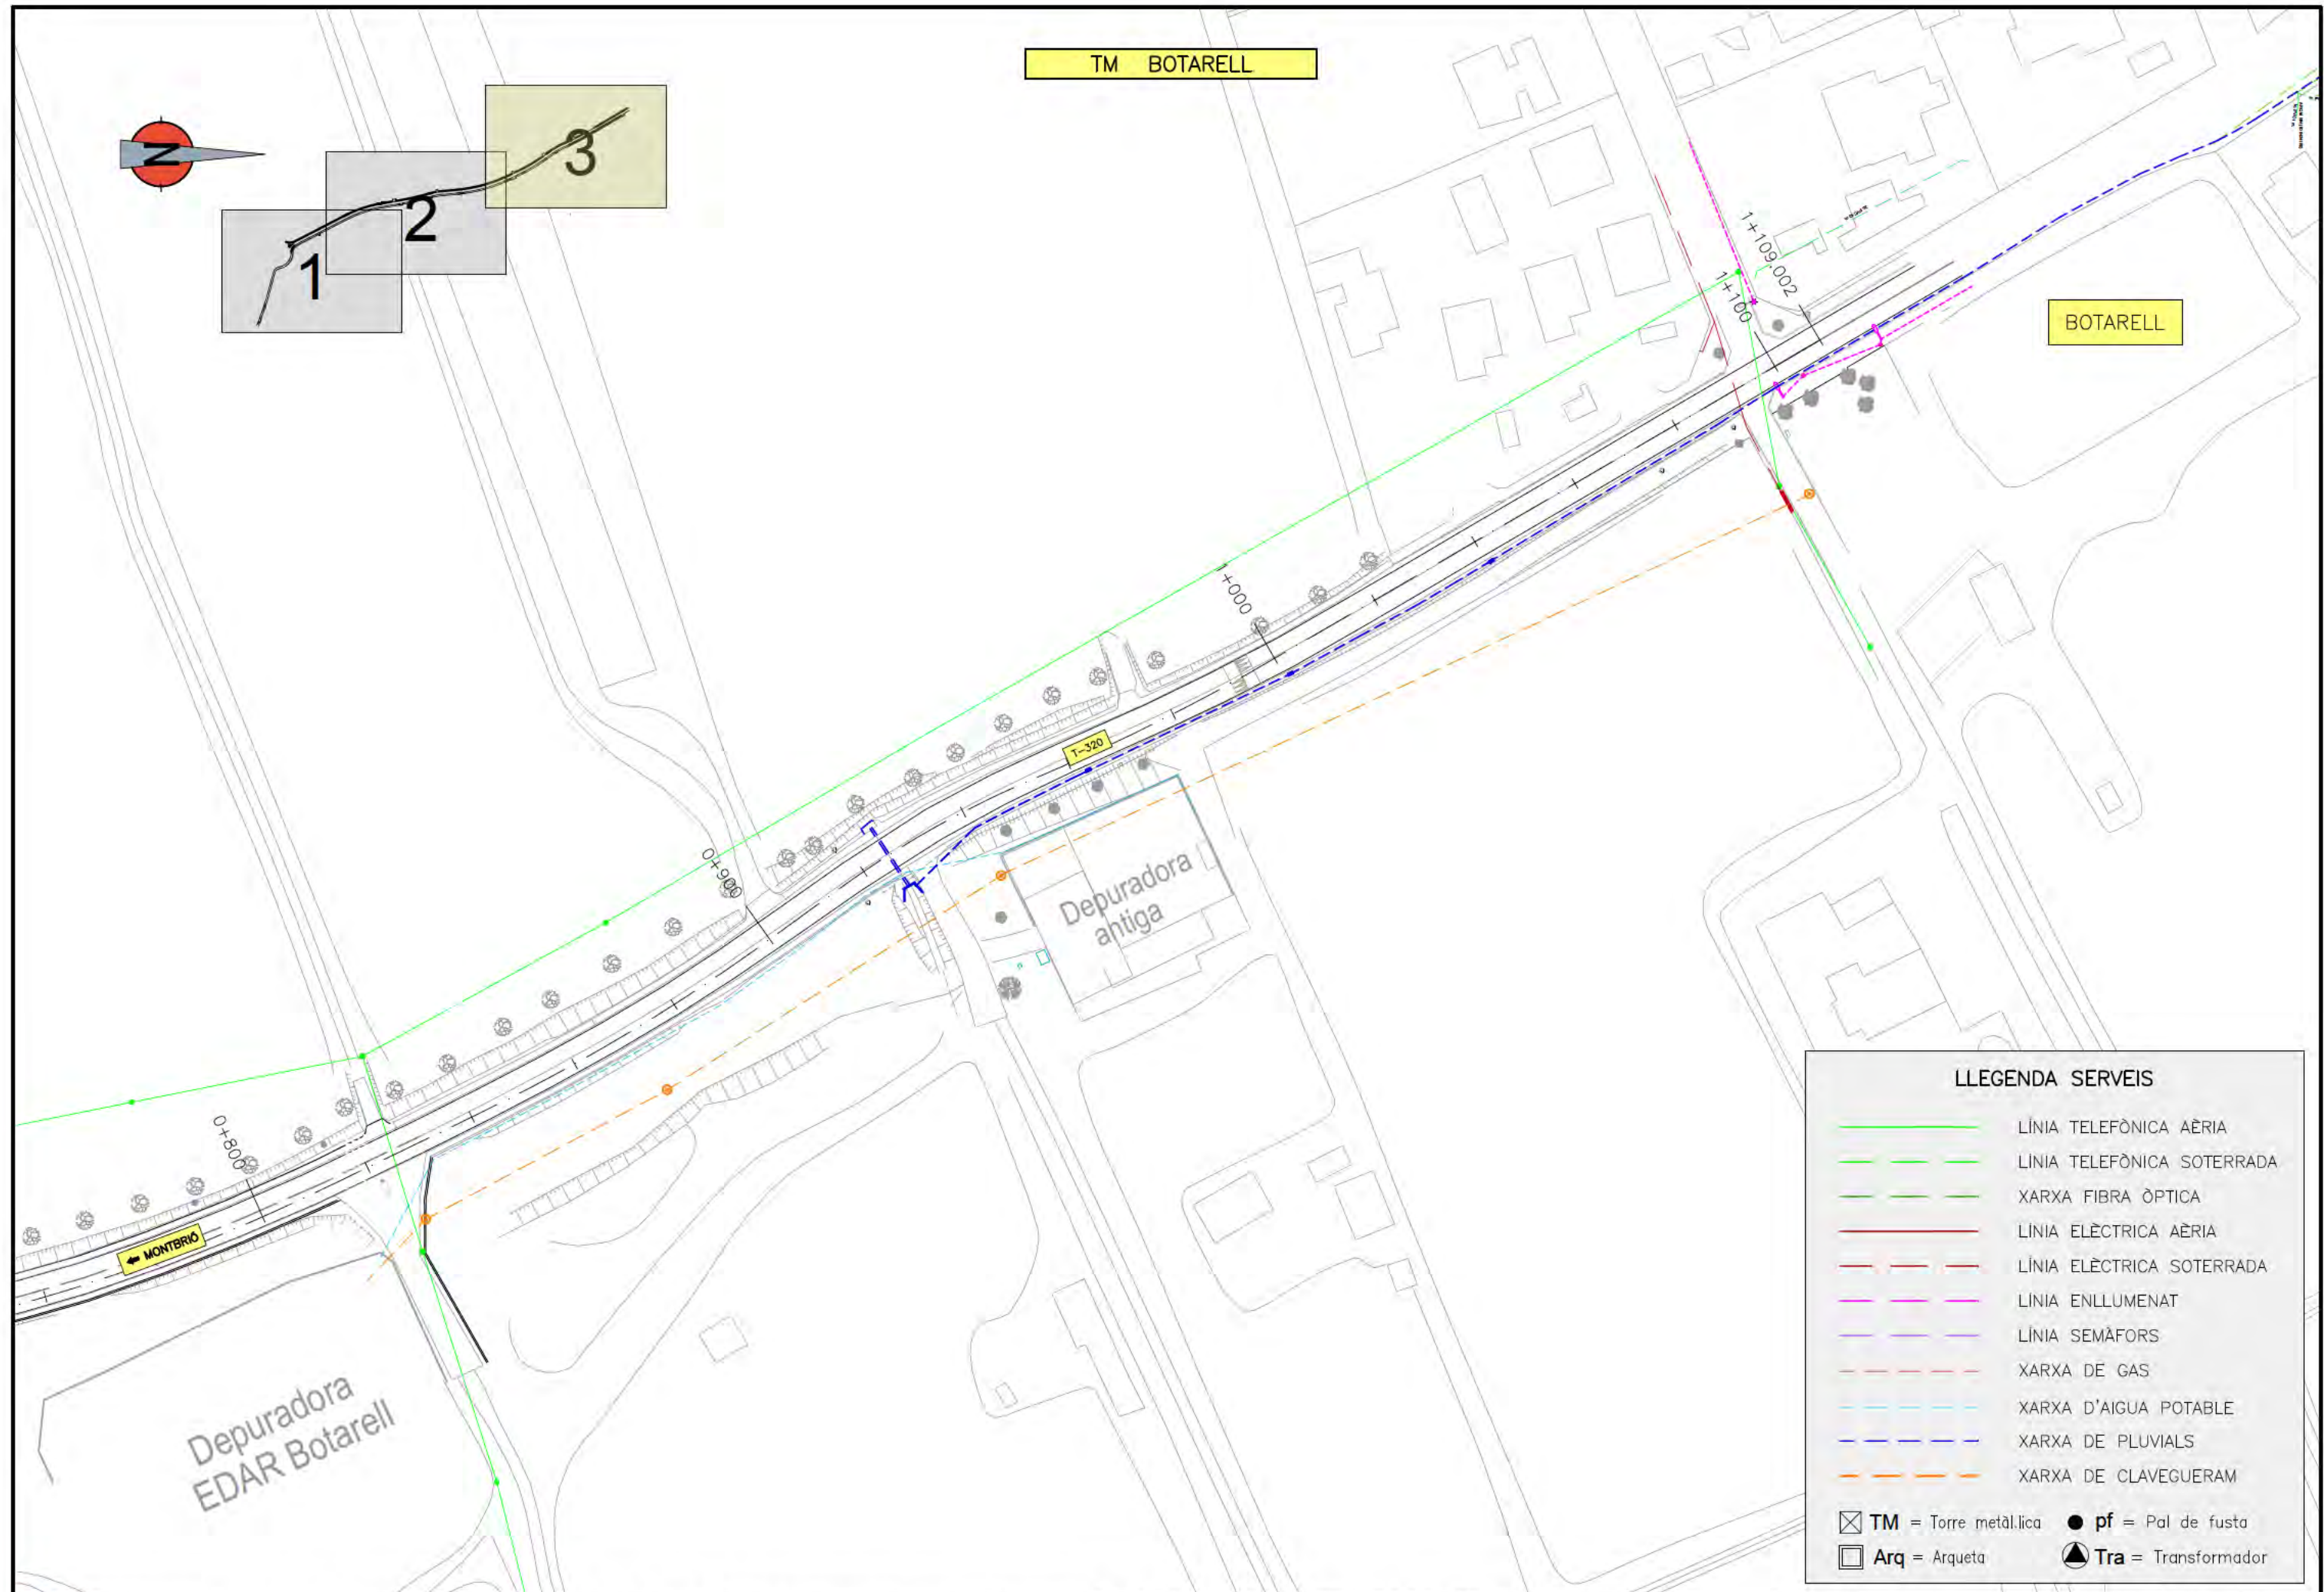 TM BOTARELL
N
1
2
3
1+109.002
1+100
BOTARELL
1+000
T-320
0+900
Depuradora
antiga
0+800
← MONTBRIÓ
Depuradora
EDAR Botarell
LLEGENDA SERVEIS
LÍNIA TELEFÒNICA AÈRIA
LÍNIA TELEFÒNICA SOTERRADA
XARXA FIBRA ÒPTICA
LÍNIA ELÈCTRICA AÈRIA
LÍNIA ELÈCTRICA SOTERRADA
LÍNIA ENLLUMENAT
LÍNIA SEMÀFORS
XARXA DE GAS
XARXA D'AIGUA POTABLE
XARXA DE PLUVIALS
XARXA DE CLAVEGUERAM
TM = Torre metàl.lica
pf = Pal de fusta
Arq = Arqueta
Tra = Transformador